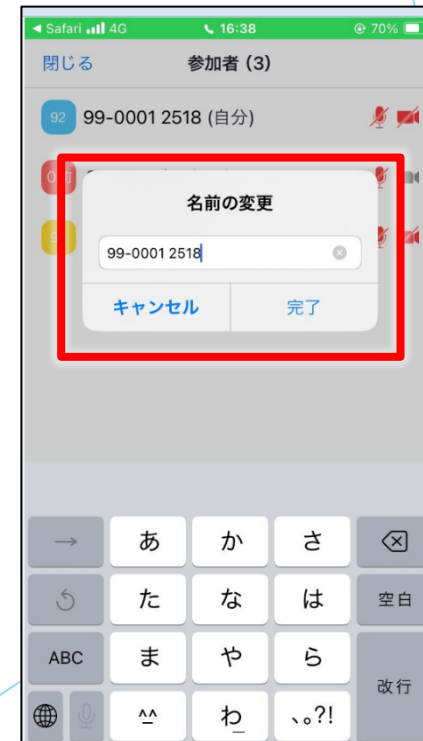 Safari 4G 16:38 70%
閉じる 参加者 (3)
92 99-0001 2518 (自分)
名前の変更
99-0001 2518
キャンセル 完了
→ あ か さ
た な は 空白
ABC ま や ら
改行
^^ わ 、。?!